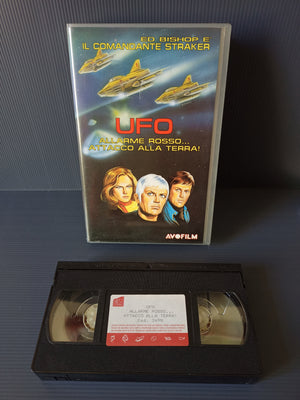 ED BISHOP E
IL COMANDANTE STRAKER
UFO
ALLARME ROSSO...
ATTACCO ALLA TERRA!
AVOFILM
UFO
ALLARME ROSSO...
ATTACCO ALLA TERRA!